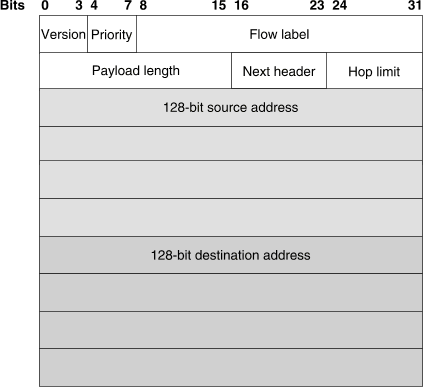 Bits 0 3 4 7 8 15 16 23 24 31
Version Priority Flow label
Payload length Next header Hop limit
128-bit source address
128-bit destination address